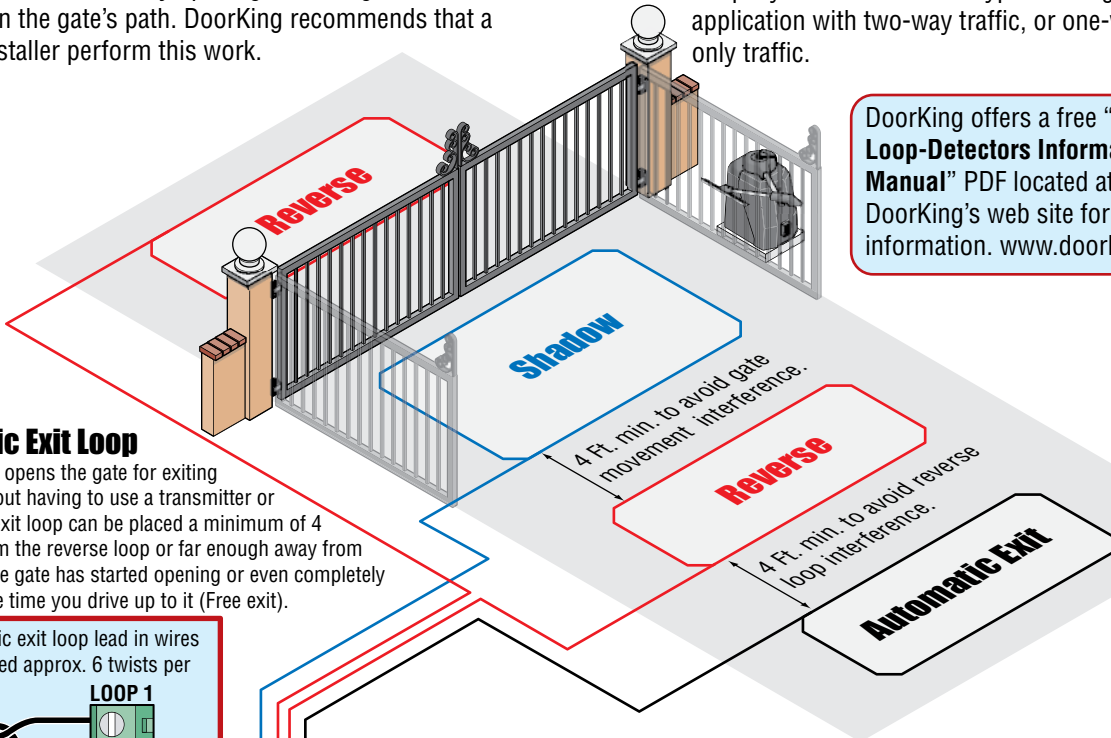 n the gate's path. DoorKing recommends that a
staller perform this work.
application with two-way traffic, or one-
only traffic.
DoorKing offers a free "
Loop-Detectors Informa
Manual" PDF located at
DoorKing's web site for
information. www.door
Reverse
Shadow
4 Ft. min. to avoid gate
movement interference.
Reverse
4 Ft. min. to avoid reverse
loop interference.
Automatic Exit
ic Exit Loop
opens the gate for exiting
out having to use a transmitter or
exit loop can be placed a minimum of 4
m the reverse loop or far enough away from
e gate has started opening or even completely
e time you drive up to it (Free exit).
ic exit loop lead in wires
ed approx. 6 twists per
LOOP 1